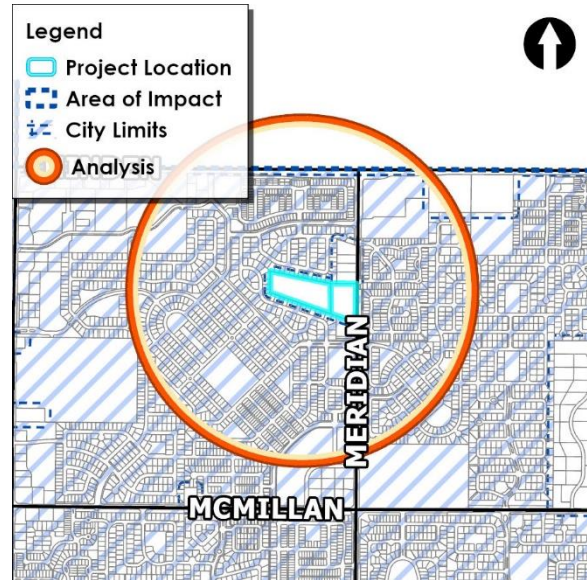 Legend
Project Location
Area of Impact
City Limits
Analysis
MERIDIAN
MCMILLAN